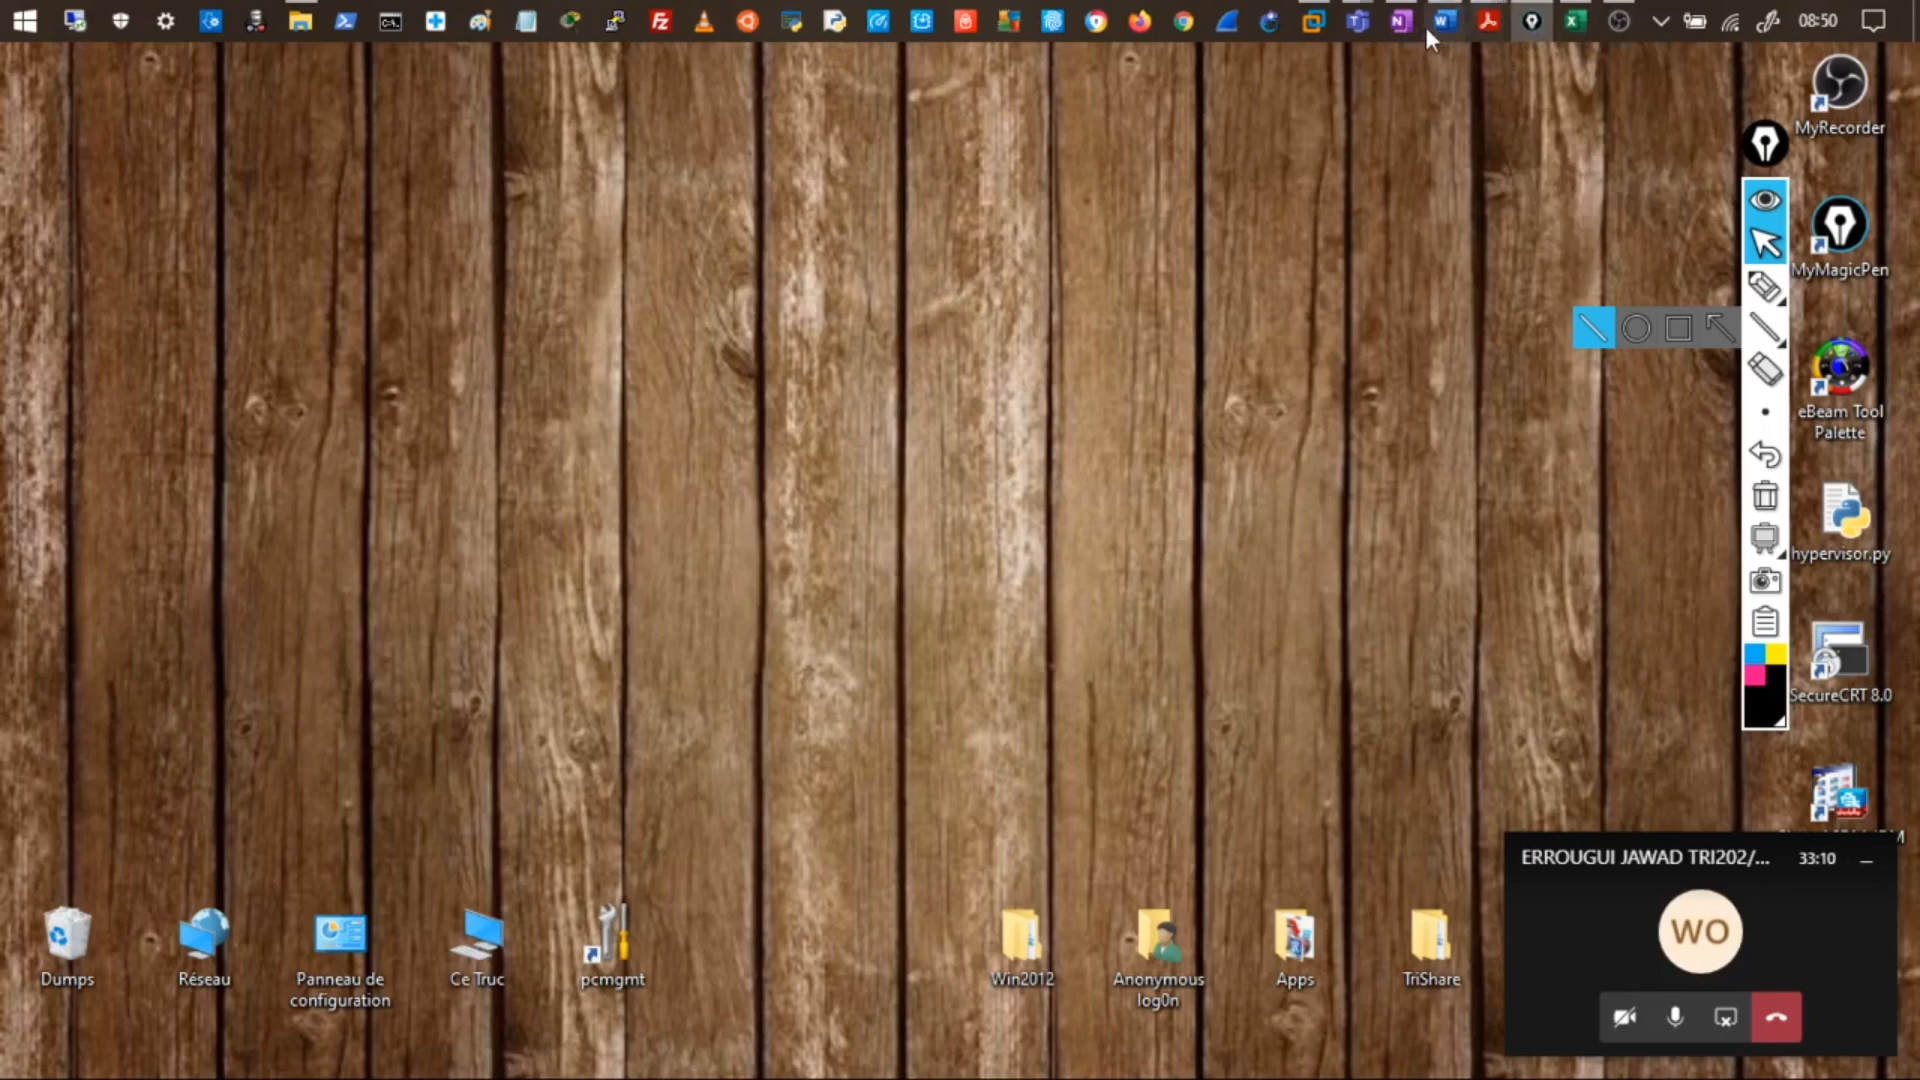 08:50
MyRecorder
MyMagicPen
eBeam Tool
Palette
hypervisor.py
SecureCRT 8.0
ERROUGUI JAWAD TRI202/...
33:10
WO
Dumps
Réseau
Panneau de
configuration
Ce Truc
pcmgmt
Win2012
Anonymous
log0n
Apps
TriShare